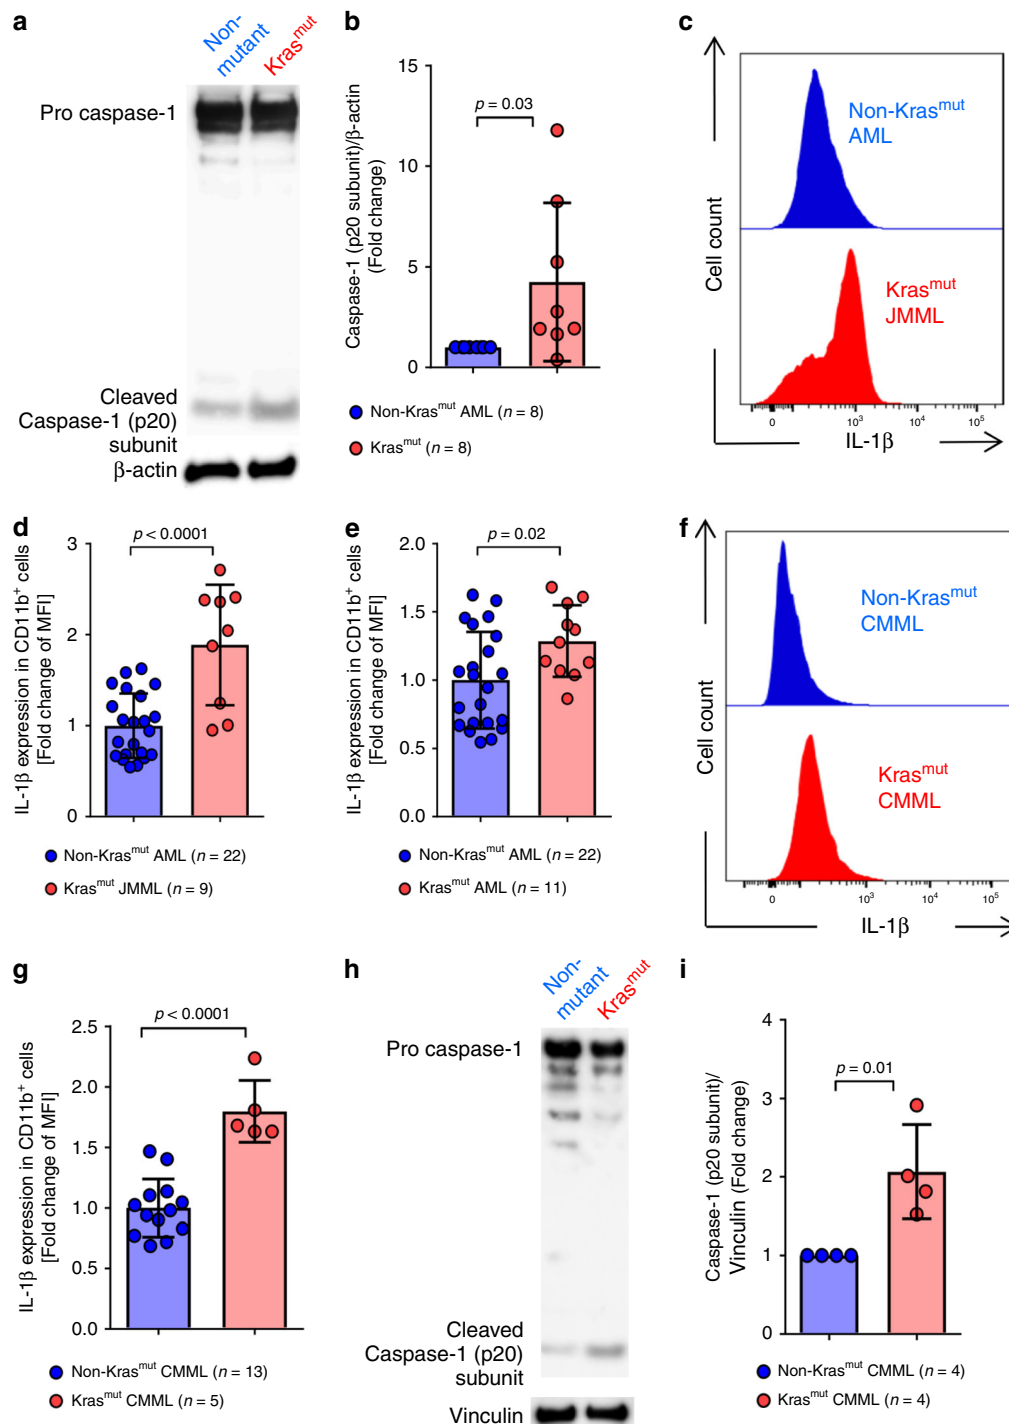 a
Non-
mutant
Kras^mut
Pro caspase-1
Cleaved
Caspase-1 (p20)
subunit
β-actin
b
Caspase-1 (p20 subunit)/β-actin
(Fold change)
15
10
5
0
p = 0.03
Non-Kras^mut AML (n = 8)
Kras^mut (n = 8)
c
Cell count
Non-Kras^mut
AML
Kras^mut
JMML
0 10^3 10^4 10^5
IL-1β
d
IL-1β expression in CD11b^+ cells
[Fold change of MFI]
3
2
1
0
p < 0.0001
Non-Kras^mut AML (n = 22)
Kras^mut JMML (n = 9)
e
IL-1β expression in CD11b^+ cells
[Fold change of MFI]
2.0
1.5
1.0
0.5
0.0
p = 0.02
Non-Kras^mut AML (n = 22)
Kras^mut AML (n = 11)
f
Cell count
Non-Kras^mut
CMML
Kras^mut
CMML
0 10^3 10^4 10^5
IL-1β
g
IL-1β expression in CD11b^+ cells
[Fold change of MFI]
2.5
2.0
1.5
1.0
0.5
0.0
p < 0.0001
Non-Kras^mut CMML (n = 13)
Kras^mut CMML (n = 5)
h
Non-
mutant
Kras^mut
Pro caspase-1
Cleaved
Caspase-1 (p20)
subunit
Vinculin
i
Caspase-1 (p20 subunit)/
Vinculin (Fold change)
4
3
2
1
0
p = 0.01
Non-Kras^mut CMML (n = 4)
Kras^mut CMML (n = 4)